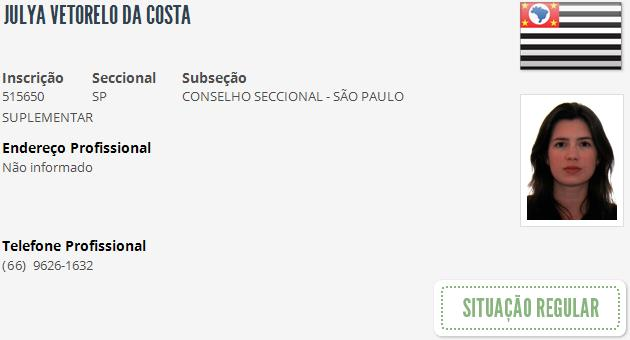 JULYA VETORELO DA COSTA
Inscrição Seccional Subseção
515650 SP CONSELHO SECCIONAL - SÃO PAULO
SUPLEMENTAR
Endereço Profissional
Não informado
Telefone Profissional
(66) 9626-1632
SITUAÇÃO REGULAR